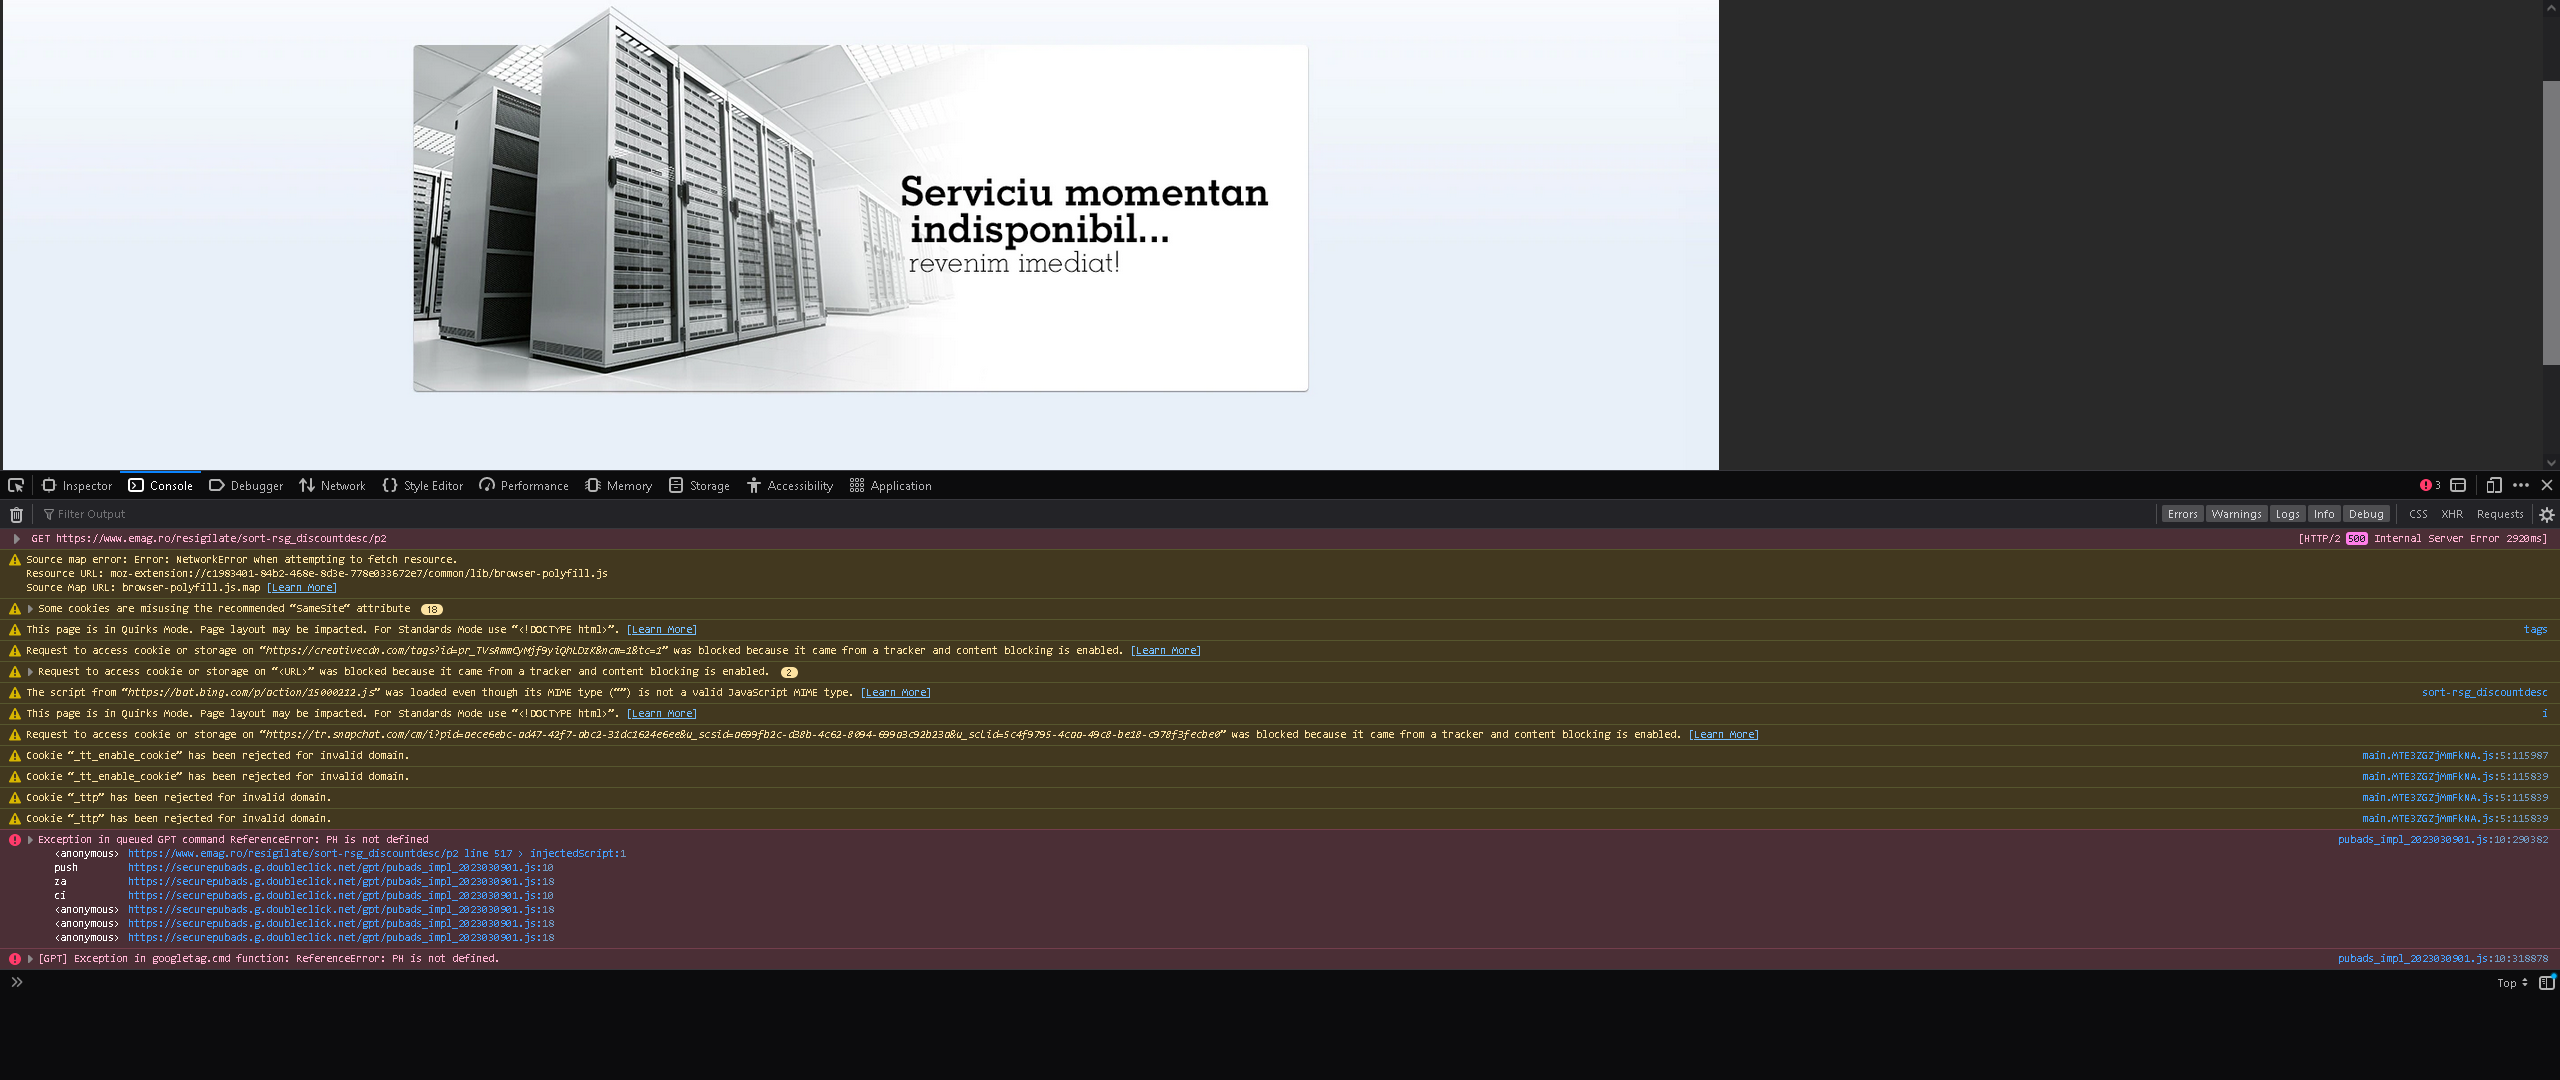 Serviciu momentan
indisponibil...
revenim imediat!
Inspector Console Debugger Network Style Editor Performance Memory Storage Accessibility Application 3
Filter Output Errors Warnings Logs Info Debug CSS XHR Requests
GET https://www.emag.ro/resigilate/sort-rsg_discountdesc/p2 [HTTP/2 500 Internal Server Error 2920ms]
Source map error: Error: NetworkError when attempting to fetch resource.
Resource URL: moz-extension://c1983401-84b2-468e-8d3e-778e033672e7/common/lib/browser-polyfill.js
Source Map URL: browser-polyfill.js.map [Learn More]
Some cookies are misusing the recommended “SameSite“ attribute 18
This page is in Quirks Mode. Page layout may be impacted. For Standards Mode use “<!DOCTYPE html>”. [Learn More] tags
Request to access cookie or storage on “https://creativecdn.com/tags?id=pr_TVsRmmCyMjf9yiQhLDzK&ncm=1&tc=1” was blocked because it came from a tracker and content blocking is enabled. [Learn More]
Request to access cookie or storage on “<URL>” was blocked because it came from a tracker and content blocking is enabled. 2
The script from “https://bat.bing.com/p/action/15000212.js” was loaded even though its MIME type (“”) is not a valid JavaScript MIME type. [Learn More] sort-rsg_discountdesc
This page is in Quirks Mode. Page layout may be impacted. For Standards Mode use “<!DOCTYPE html>”. [Learn More] i
Request to access cookie or storage on “https://tr.snapchat.com/cm/i?pid=aece6ebc-ad47-42f7-abc2-31dc1624e6ee&u_scsid=a699fb2c-d38b-4c62-8094-699a3c92b23a&u_sclid=5c4f9795-4caa-49c8-be18-c978f3fecbe0” was blocked because it came from a tracker and content blocking is enabled. [Learn More]
Cookie “_tt_enable_cookie” has been rejected for invalid domain. main.MTE3ZGZjMmFkNA.js:5:115987
Cookie “_tt_enable_cookie” has been rejected for invalid domain. main.MTE3ZGZjMmFkNA.js:5:115839
Cookie “_ttp” has been rejected for invalid domain. main.MTE3ZGZjMmFkNA.js:5:115839
Cookie “_ttp” has been rejected for invalid domain. main.MTE3ZGZjMmFkNA.js:5:115839
Exception in queued GPT command ReferenceError: PH is not defined pubads_impl_2023030901.js:10:290382
<anonymous> https://www.emag.ro/resigilate/sort-rsg_discountdesc/p2 line 517 > injectedScript:1
push https://securepubads.g.doubleclick.net/gpt/pubads_impl_2023030901.js:10
za https://securepubads.g.doubleclick.net/gpt/pubads_impl_2023030901.js:18
ci https://securepubads.g.doubleclick.net/gpt/pubads_impl_2023030901.js:10
<anonymous> https://securepubads.g.doubleclick.net/gpt/pubads_impl_2023030901.js:18
<anonymous> https://securepubads.g.doubleclick.net/gpt/pubads_impl_2023030901.js:18
<anonymous> https://securepubads.g.doubleclick.net/gpt/pubads_impl_2023030901.js:18
[GPT] Exception in googletag.cmd function: ReferenceError: PH is not defined. pubads_impl_2023030901.js:10:318878
Top